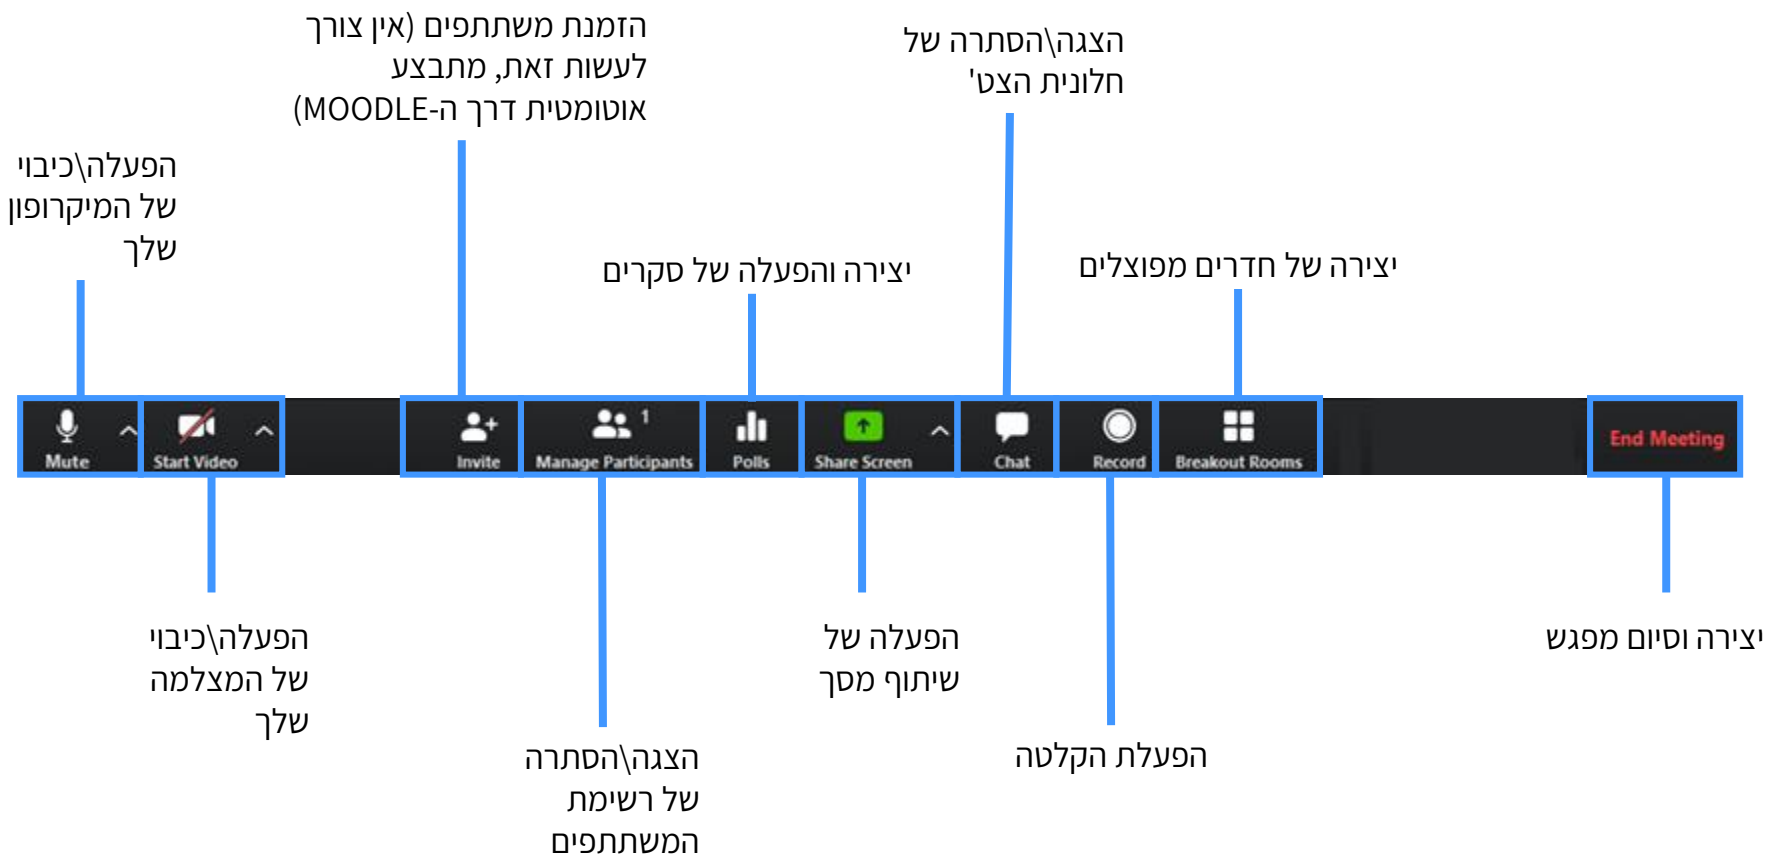 הזמנת משתתפים (אין צורך
לעשות זאת, מתבצע
אוטומטית דרך ה-MOODLE)
הצגה\הסתרה של
חלונית הצט'
הפעלה\כיבוי
של המיקרופון
שלך
יצירה והפעלה של סקרים
יצירה של חדרים מפוצלים
1
Mute
Start Video
Invite
Manage Participants
Polls
Share Screen
Chat
Record
Breakout Rooms
End Meeting
הפעלה\כיבוי
של המצלמה
שלך
הפעלה של
שיתוף מסך
יצירה וסיום מפגש
הצגה\הסתרה
של רשימת
המשתתפים
הפעלת הקלטה